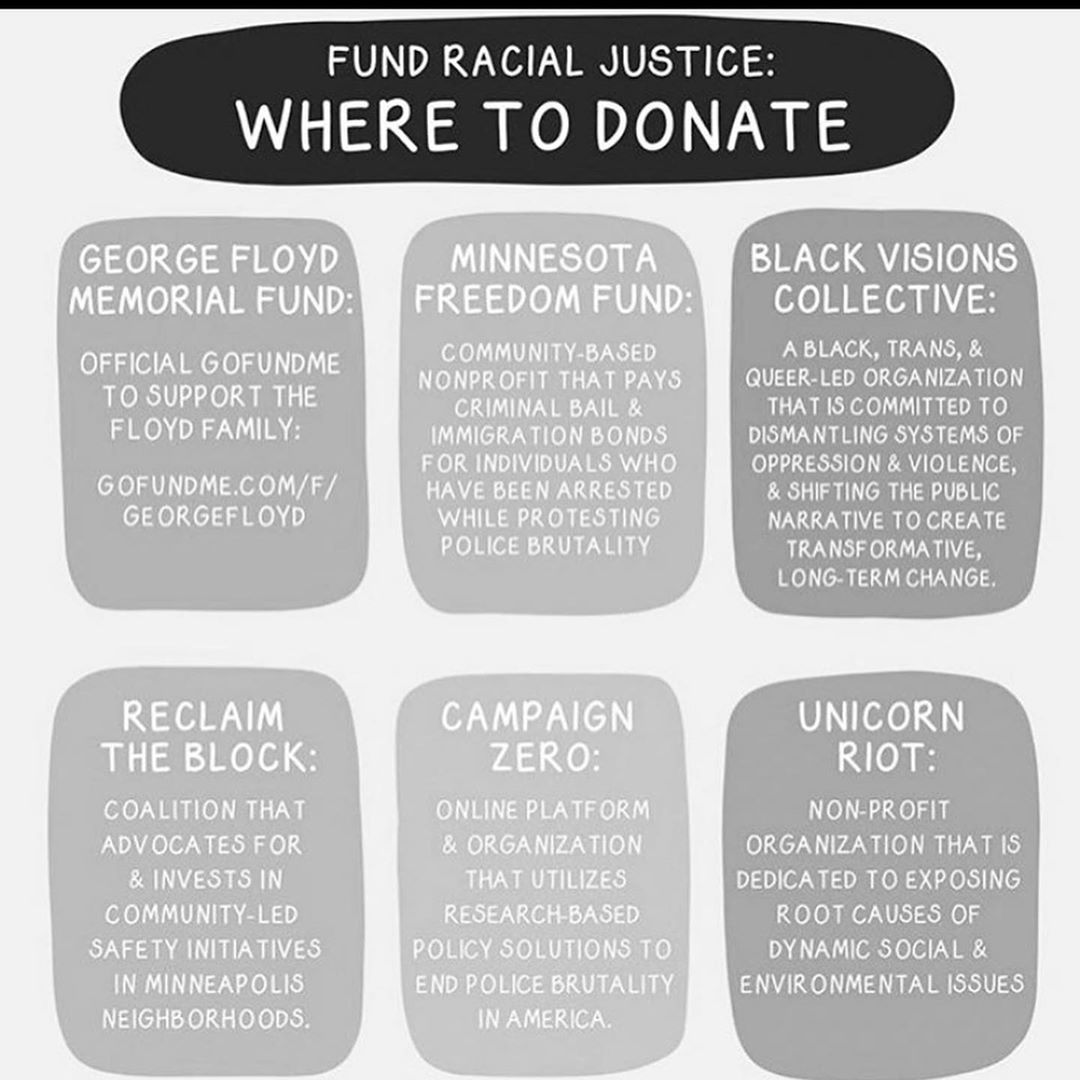 FUND RACIAL JUSTICE:
WHERE TO DONATE
GEORGE FLOYD
MEMORIAL FUND:
OFFICIAL GOFUNDME
TO SUPPORT THE
FLOYD FAMILY:
GOFUNDME.COM/F/
GEORGEFLOYD
MINNESOTA
FREEDOM FUND:
COMMUNITY-BASED
NONPROFIT THAT PAYS
CRIMINAL BAIL &
IMMIGRATION BONDS
FOR INDIVIDUALS WHO
HAVE BEEN ARRESTED
WHILE PROTESTING
POLICE BRUTALITY
BLACK VISIONS
COLLECTIVE:
A BLACK, TRANS, &
QUEER-LED ORGANIZATION
THAT IS COMMITTED TO
DISMANTLING SYSTEMS OF
OPPRESSION & VIOLENCE,
& SHIFTING THE PUBLIC
NARRATIVE TO CREATE
TRANSFORMATIVE,
LONG-TERM CHANGE.
RECLAIM
THE BLOCK:
COALITION THAT
ADVOCATES FOR
& INVESTS IN
COMMUNITY-LED
SAFETY INITIATIVES
IN MINNEAPOLIS
NEIGHBORHOODS.
CAMPAIGN
ZERO:
ONLINE PLATFORM
& ORGANIZATION
THAT UTILIZES
RESEARCH-BASED
POLICY SOLUTIONS TO
END POLICE BRUTALITY
IN AMERICA.
UNICORN
RIOT:
NON-PROFIT
ORGANIZATION THAT IS
DEDICATED TO EXPOSING
ROOT CAUSES OF
DYNAMIC SOCIAL &
ENVIRONMENTAL ISSUES